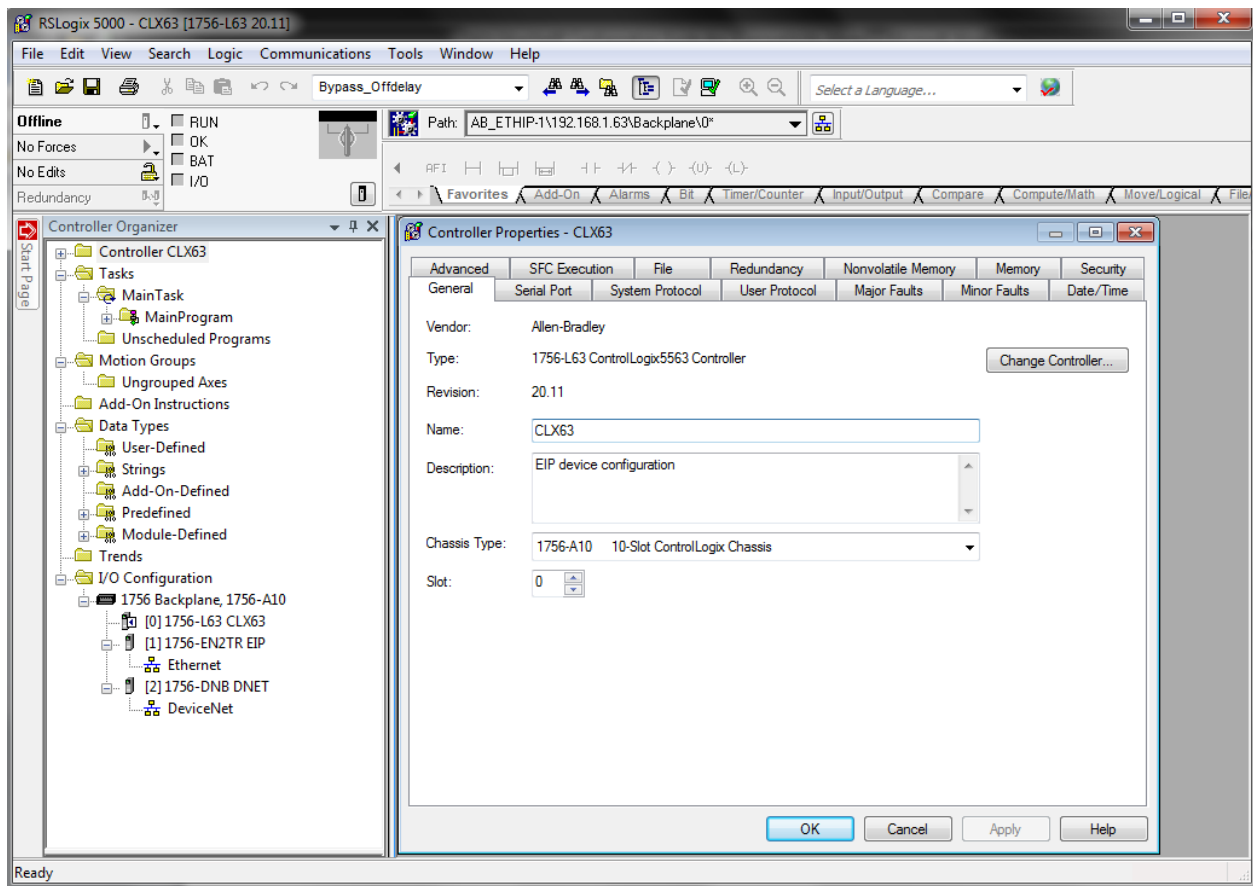 RSLogix 5000 - CLX63 [1756-L63 20.11]
File Edit View Search Logic Communications Tools Window Help
Bypass_Offdelay
Select a Language...
Offline
RUN
No Forces
OK
No Edits
BAT
Redundancy
I/O
Path: AB_ETHIP-1\192.168.1.63\Backplane\0*
AFI
(U)
(L)
Favorites Add-On Alarms Bit Timer/Counter Input/Output Compare Compute/Math Move/Logical File/
Start Page
Controller Organizer
Controller CLX63
Tasks
MainTask
MainProgram
Unscheduled Programs
Motion Groups
Ungrouped Axes
Add-On Instructions
Data Types
User-Defined
Strings
Add-On-Defined
Predefined
Module-Defined
Trends
I/O Configuration
1756 Backplane, 1756-A10
[0] 1756-L63 CLX63
[1] 1756-EN2TR EIP
Ethernet
[2] 1756-DNB DNET
DeviceNet
Controller Properties - CLX63
Advanced SFC Execution File Redundancy Nonvolatile Memory Memory Security
General Serial Port System Protocol User Protocol Major Faults Minor Faults Date/Time
Vendor: Allen-Bradley
Type: 1756-L63 ControlLogix5563 Controller
Change Controller...
Revision: 20.11
Name: CLX63
Description: EIP device configuration
Chassis Type: 1756-A10 10-Slot ControlLogix Chassis
Slot: 0
OK Cancel Apply Help
Ready